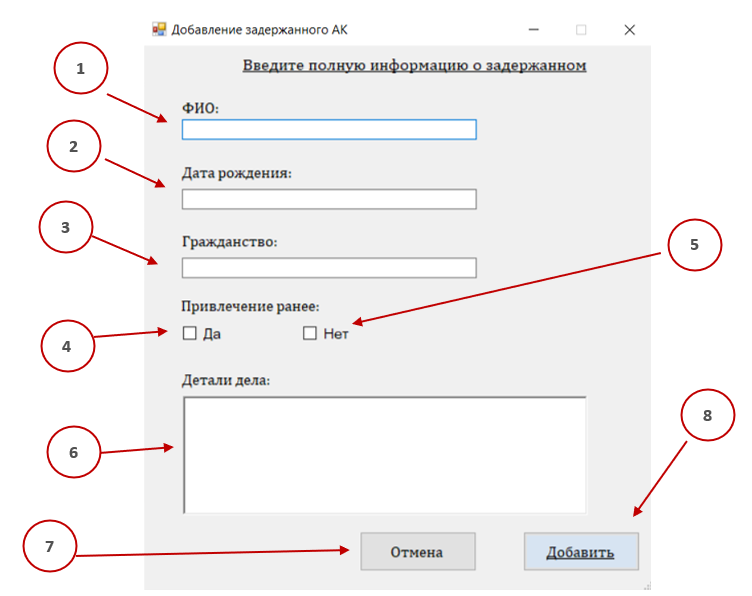 Добавление задержанного АК
Введите полную информацию о задержанном
1
ФИО:
2
Дата рождения:
3
Гражданство:
5
Привлечение ранее:
4
Да
Нет
Детали дела:
8
6
7
Отмена
Добавить